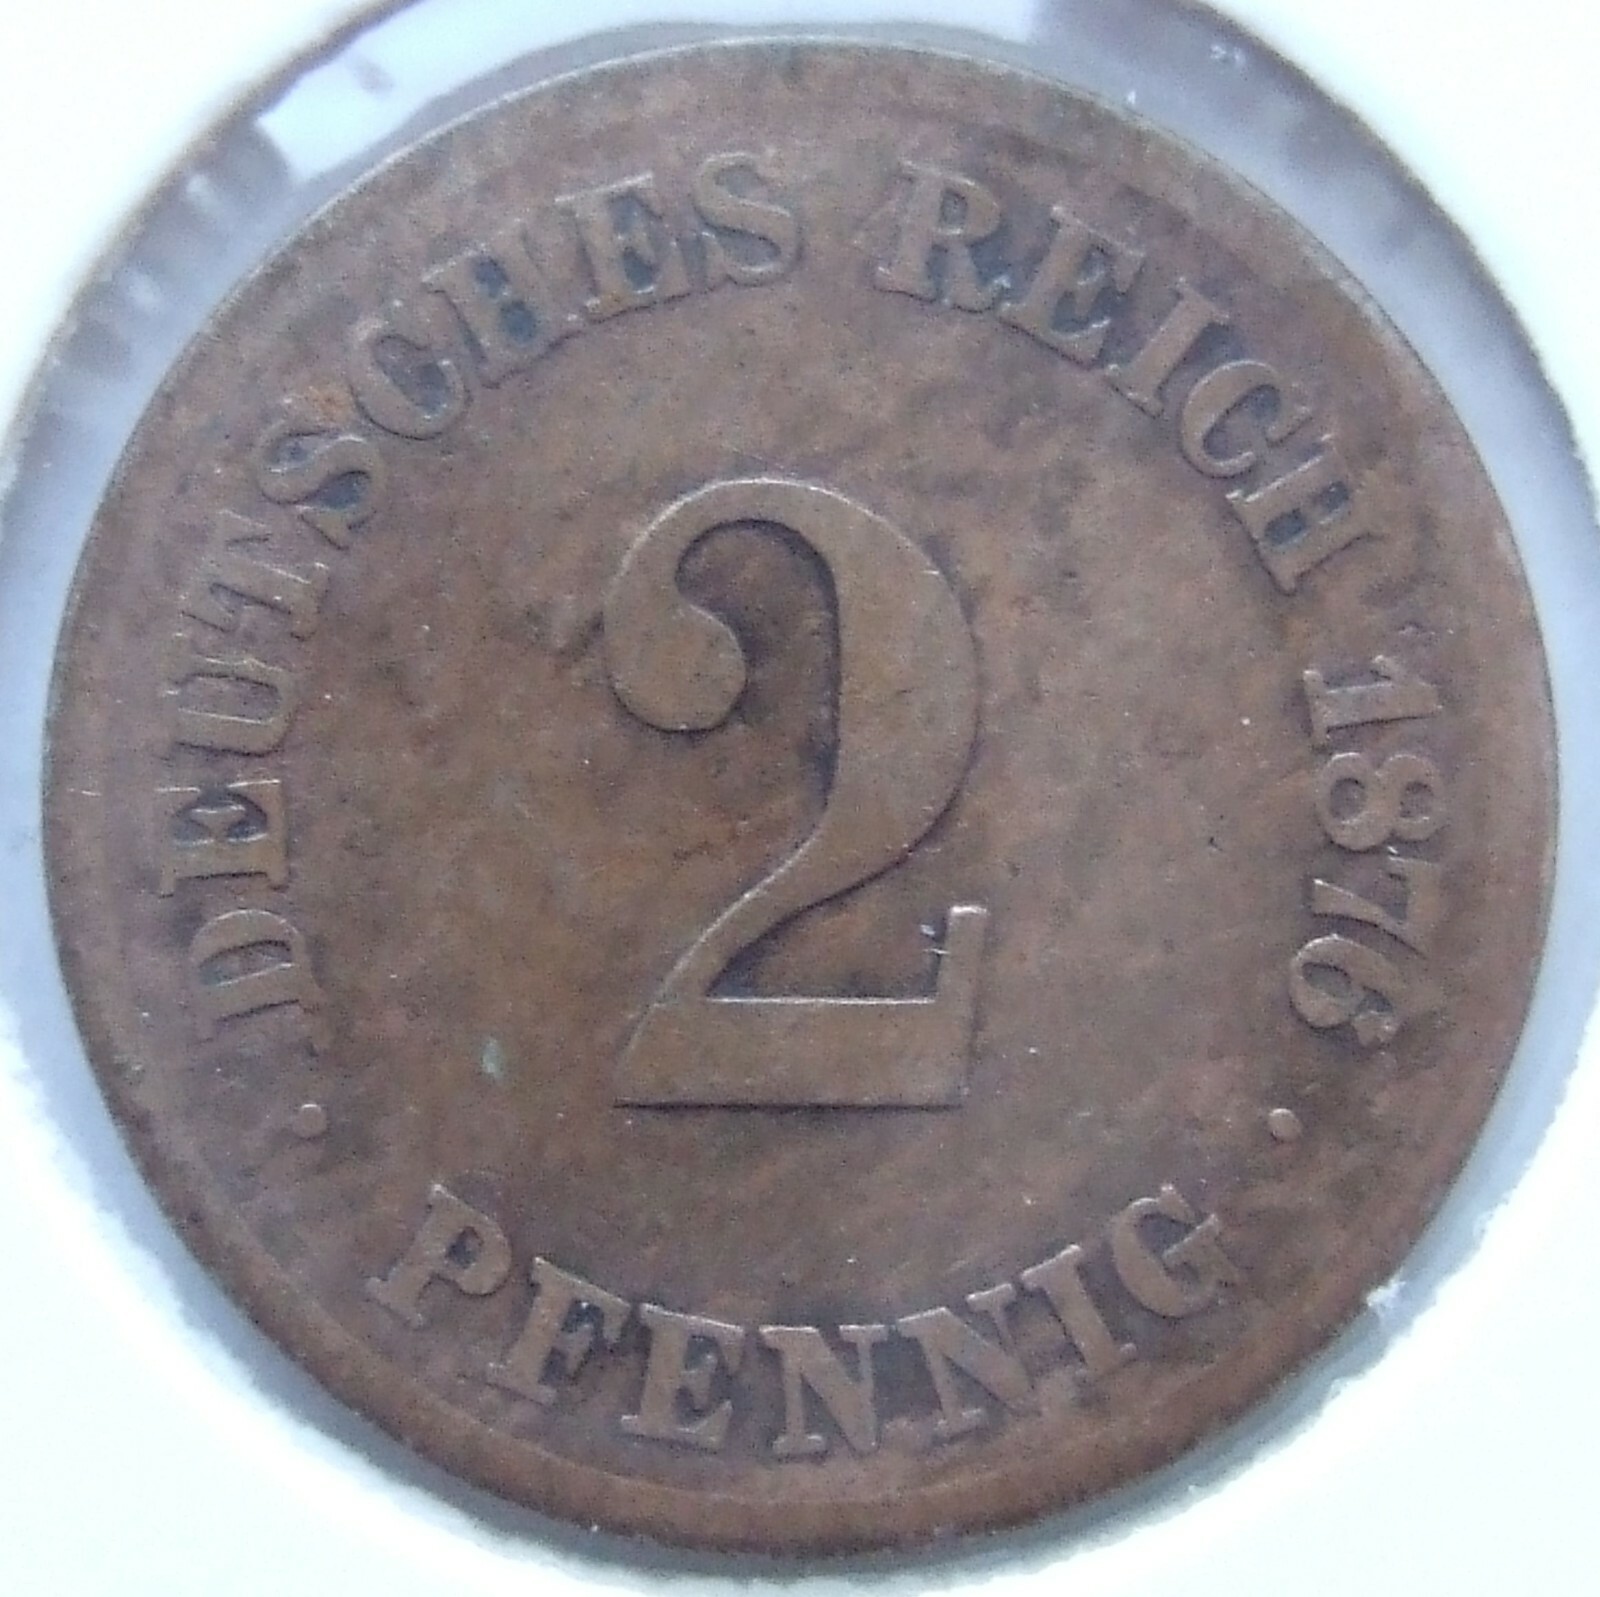 DEUTSCHES REICH 1876
2
PFENNIG